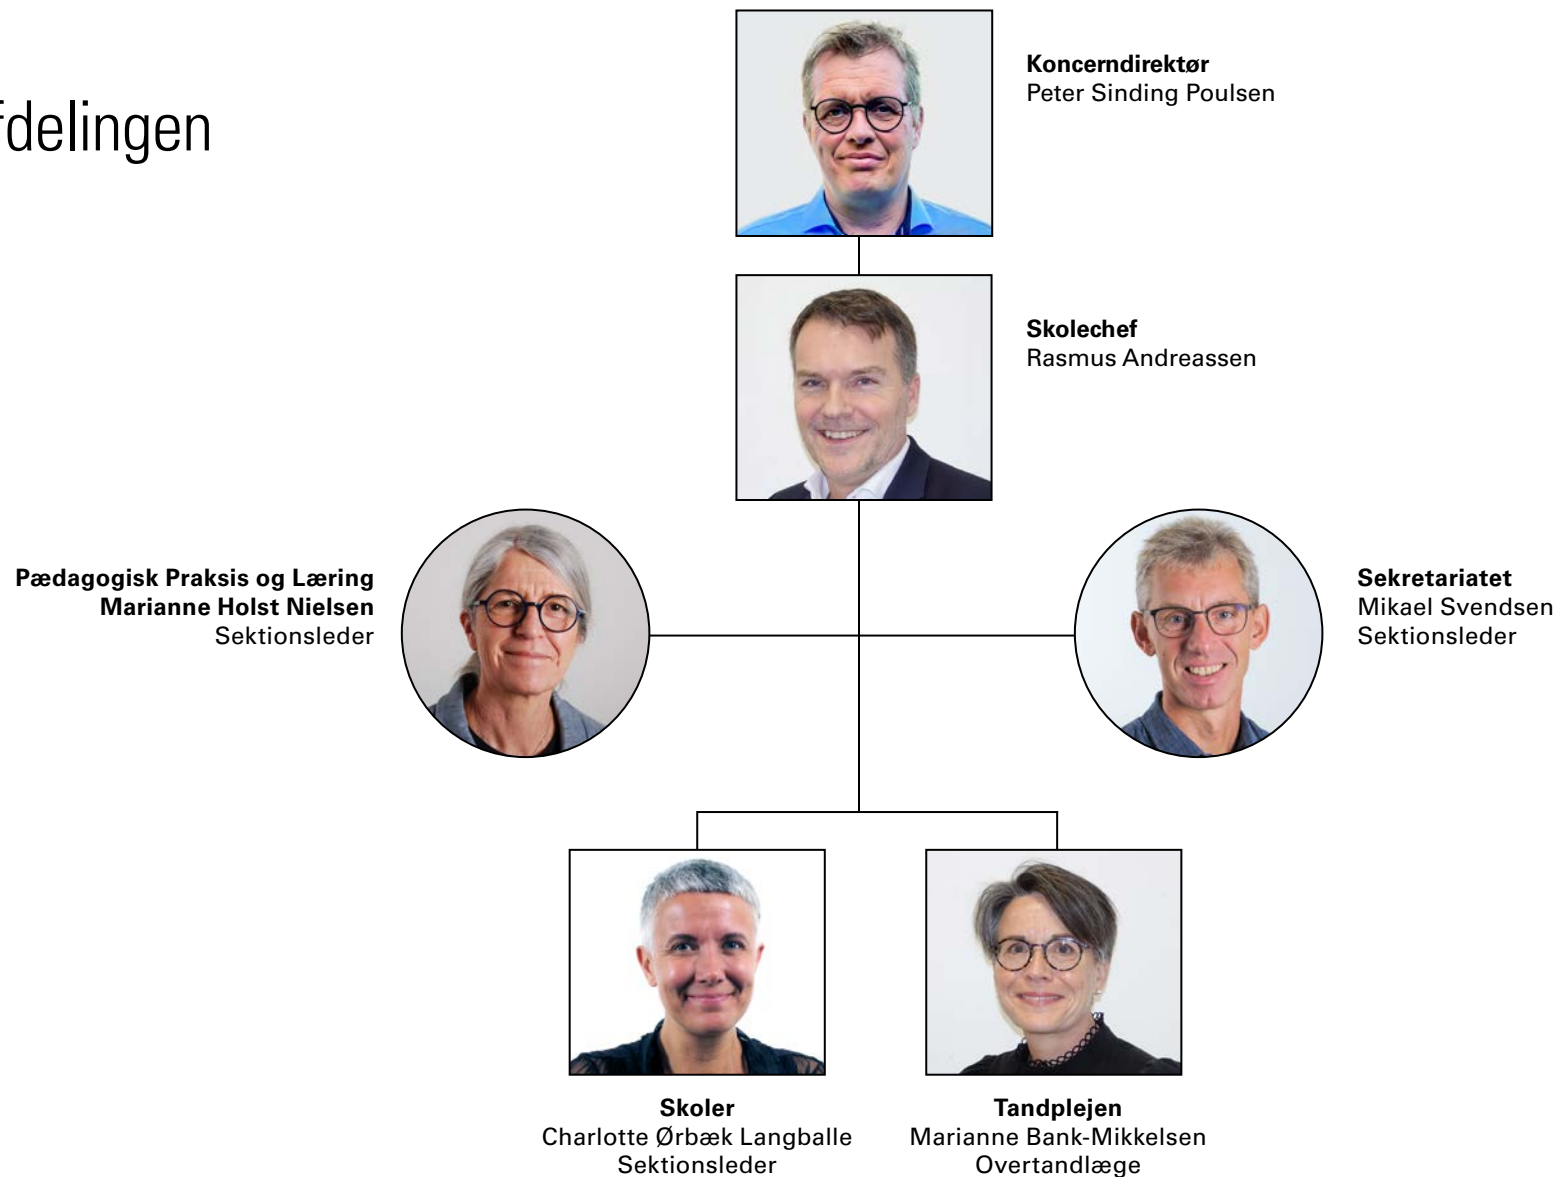 fdelingen
Koncerndirektør
Peter Sinding Poulsen
Skolechef
Rasmus Andreassen
Pædagogisk Praksis og Læring
Marianne Holst Nielsen
Sektionsleder
Sekretariatet
Mikael Svendsen
Sektionsleder
Skoler
Charlotte Ørbæk Langballe
Sektionsleder
Tandplejen
Marianne Bank-Mikkelsen
Overtandlæge